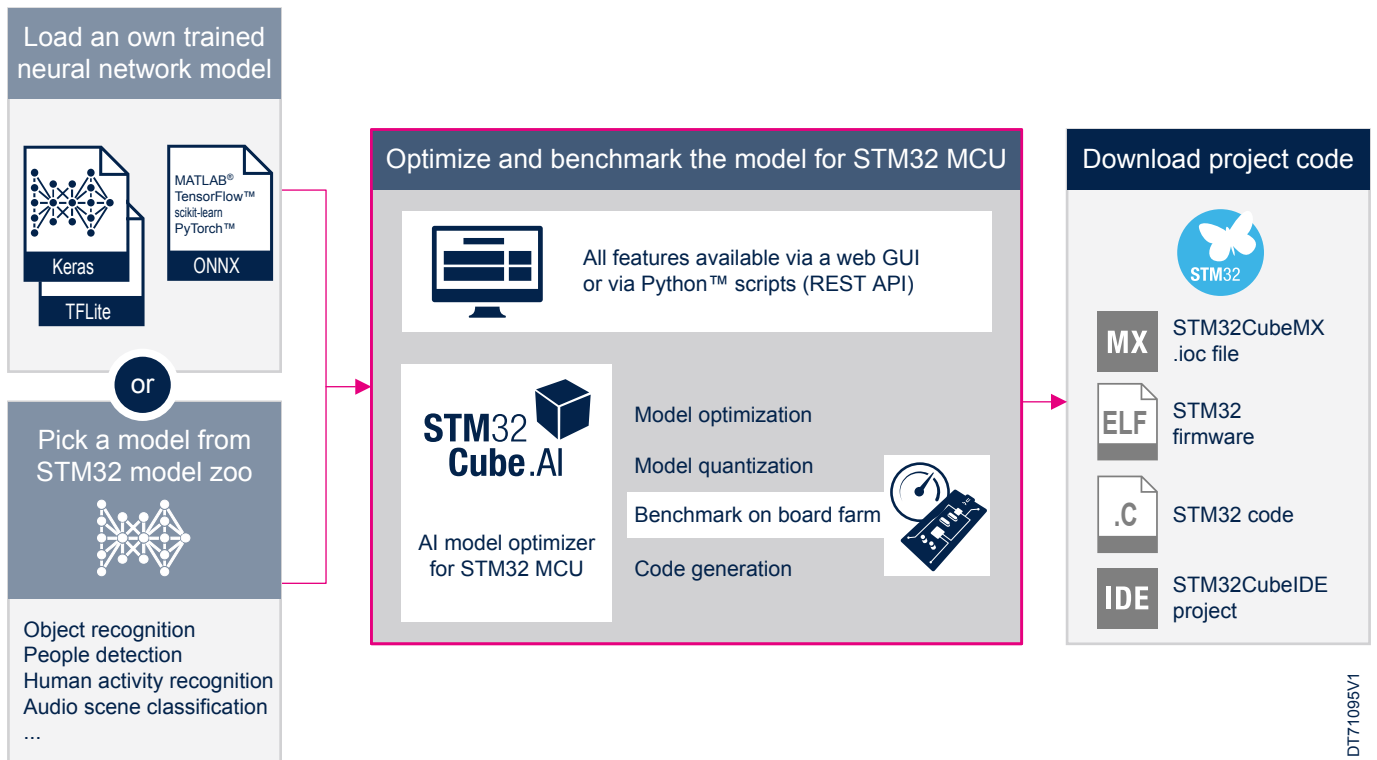 Load an own trained
neural network model
Keras
TFLite
MATLAB®
TensorFlow™
scikit-learn
PyTorch™
ONNX
or
Pick a model from
STM32 model zoo
Object recognition
People detection
Human activity recognition
Audio scene classification
...
Optimize and benchmark the model for STM32 MCU
All features available via a web GUI
or via Python™ scripts (REST API)
STM32
Cube.AI
AI model optimizer
for STM32 MCU
Model optimization
Model quantization
Benchmark on board farm
Code generation
Download project code
STM32
MX
STM32CubeMX
.ioc file
ELF
STM32
firmware
.C
STM32 code
IDE
STM32CubeIDE
project
DT71095V1